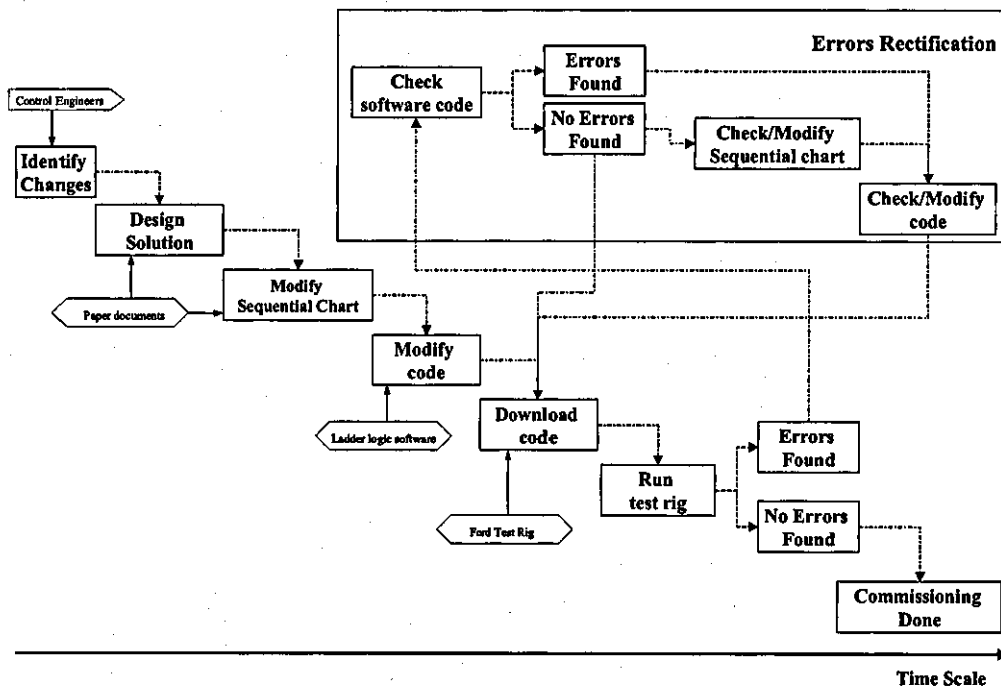 Errors Rectification
Check
software code
Errors
Found
No Errors
Found
Check/Modify
Sequential chart
Check/Modify
code
Control Engineers
Identify
Changes
Design
Solution
Paper documents
Modify
Sequential Chart
Modify
code
Ladder logic software
Download
code
Ford Test Rig
Run
test rig
Errors
Found
No Errors
Found
Commissioning
Done
Time Scale